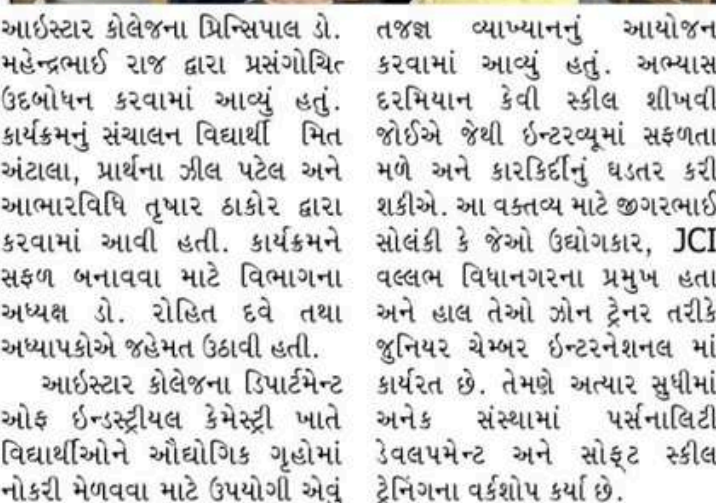 આઇસ્ટાર કોલેજના પ્રિન્સિપાલ ડો.
મહેન્દ્રભાઈ રાજ દ્વારા પ્રસંગોચિત
ઉદબોધન કરવામાં આવ્યું હતું.
કાર્યક્રમનું સંચાલન વિદ્યાર્થી મિત
અંટાલા, પ્રાર્થના ઝીલ પટેલ અને
આભારવિધિ તૃષાર ઠાકોર દ્વારા
કરવામાં આવી હતી. કાર્યક્રમને
સફળ બનાવવા માટે વિભાગના
અધ્યક્ષ ડો. રોહિત દવે તથા
અધ્યાપકોએ જહેમત ઉઠાવી હતી.
આઇસ્ટાર કોલેજના ડિપાર્ટમેન્ટ
ઓફ ઇન્ડસ્ટ્રીયલ કેમેસ્ટ્રી ખાતે
વિદ્યાર્થીઓને ઔદ્યોગિક ગૃહોમાં
નોકરી મેળવવા માટે ઉપયોગી એવું
તજજ્ઞ વ્યાખ્યાનનું આયોજન
કરવામાં આવ્યું હતું. અભ્યાસ
દરમિયાન કેવી સ્કીલ શીખવી
જોઈએ જેથી ઇન્ટરવ્યૂમાં સફળતા
મળે અને કારકિર્દીનું ઘડતર કરી
શકીએ. આ વક્તવ્ય માટે જીગરભાઈ
સોલંકી કે જેઓ ઉદ્યોગકાર, JCI
વલ્લભ વિધાનગરના પ્રમુખ હતા
અને હાલ તેઓ ઝોન ટ્રેનર તરીકે
જુનિયર ચેમ્બર ઇન્ટરનેશનલ માં
કાર્યરત છે. તેમણે અત્યાર સુધીમાં
અનેક સંસ્થામાં પર્સનાલિટી
ડેવલપમેન્ટ અને સોફ્ટ સ્કીલ
ટ્રેનિંગના વર્કશોપ કર્યા છે.